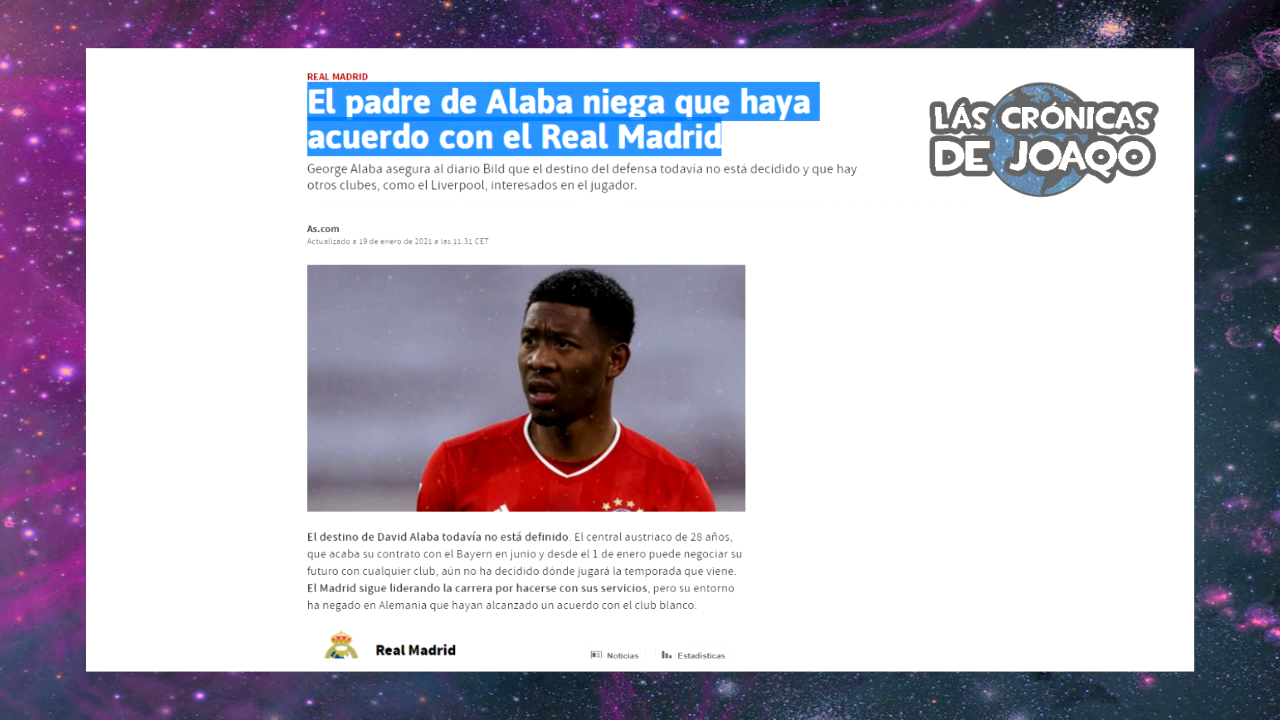 REAL MADRID
El padre de Alaba niega que haya
acuerdo con el Real Madrid
George Alaba asegura al diario Bild que el destino del defensa todavía no está decidido y que hay
otros clubes, como el Liverpool, interesados en el jugador.
LÁS CRÓNICAS
DE JOAQO
As.com
Actualizado a 19 de enero de 2021 a las 11:31 CET
El destino de David Alaba todavía no está definido. El central austriaco de 28 años,
que acaba su contrato con el Bayern en junio y desde el 1 de enero puede negociar su
futuro con cualquier club, aún no ha decidido dónde jugará la temporada que viene.
El Madrid sigue liderando la carrera por hacerse con sus servicios, pero su entorno
ha negado en Alemania que hayan alcanzado un acuerdo con el club blanco.
Real Madrid
Noticias
Estadísticas